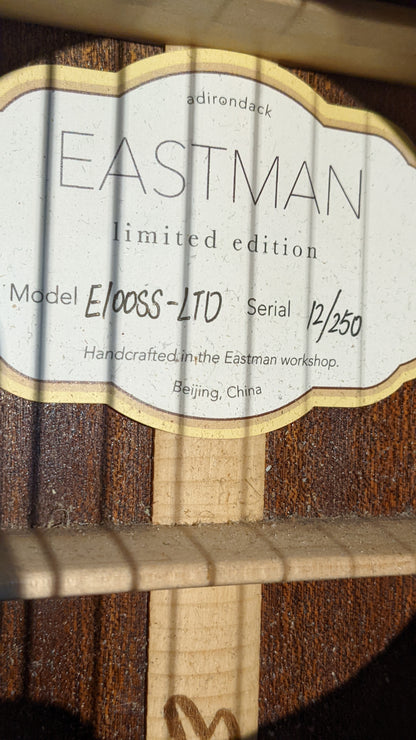 adirondack
EASTMAN
limited edition
Model E100SS-LTD Serial 12/250
Handcrafted in the Eastman workshop.
Beijing, China